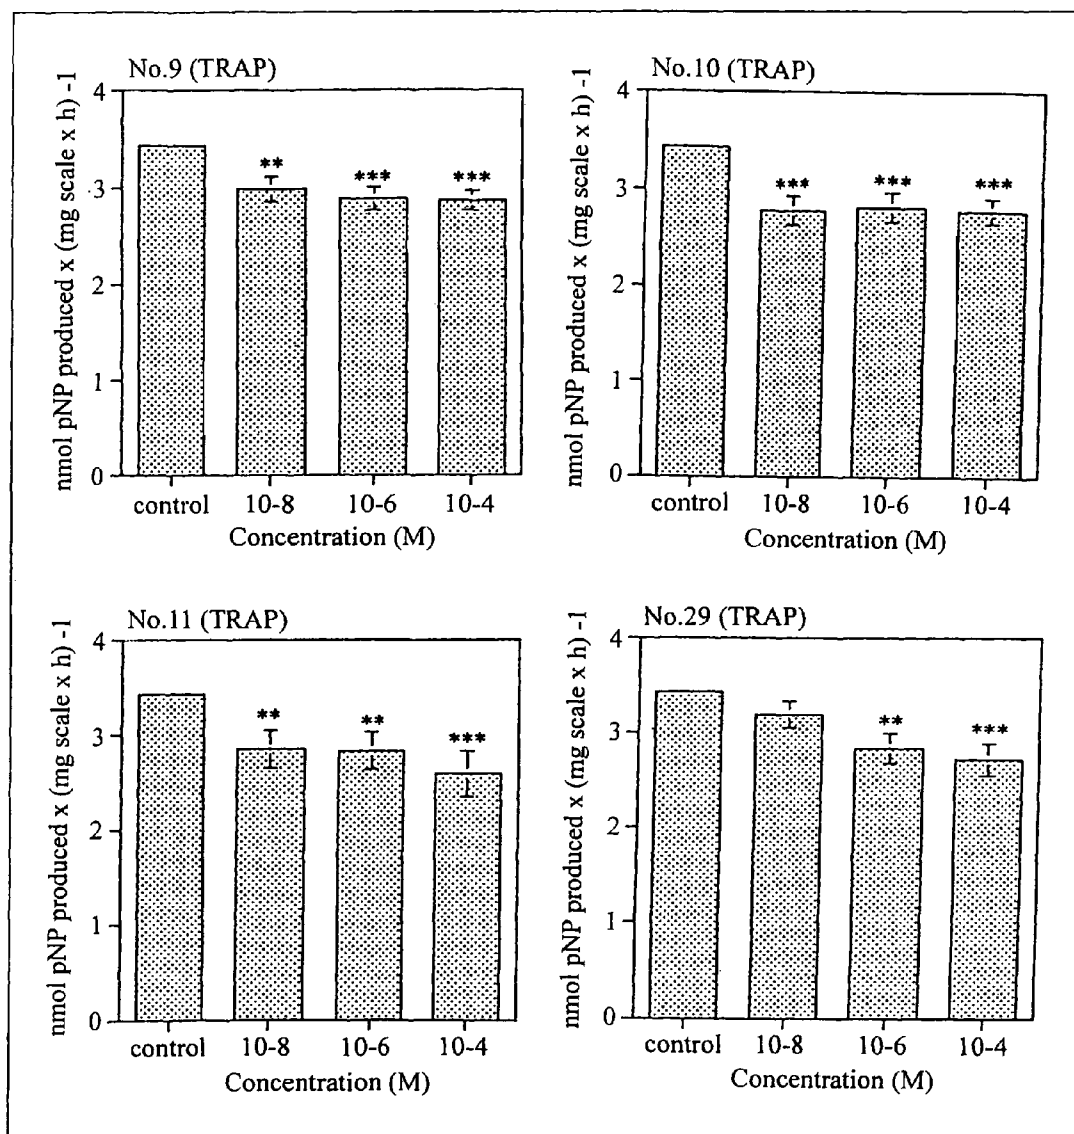 No.9 (TRAP)
nmol pNP produced x (mg scale x h) -1
4
3
2
1
0
** *** ***
control 10-8 10-6 10-4
Concentration (M)
No.10 (TRAP)
nmol pNP produced x (mg scale x h) -1
4
3
2
1
0
*** *** ***
control 10-8 10-6 10-4
Concentration (M)
No.11 (TRAP)
nmol pNP produced x (mg scale x h) -1
4
3
2
1
0
** ** ***
control 10-8 10-6 10-4
Concentration (M)
No.29 (TRAP)
nmol pNP produced x (mg scale x h) -1
4
3
2
1
0
** ***
control 10-8 10-6 10-4
Concentration (M)